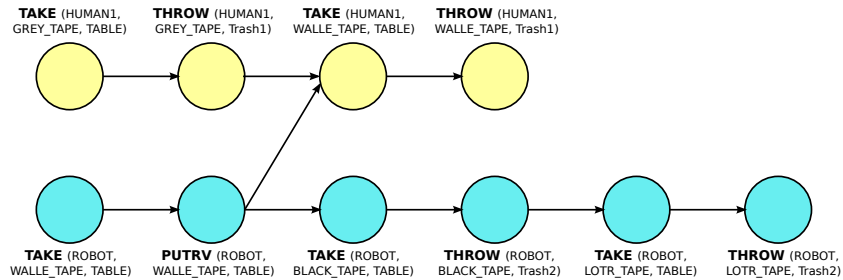 TAKE (HUMAN1,
GREY_TAPE, TABLE)
THROW (HUMAN1,
GREY_TAPE, Trash1)
TAKE (HUMAN1,
WALLE_TAPE, TABLE)
THROW (HUMAN1,
WALLE_TAPE, Trash1)
TAKE (ROBOT,
WALLE_TAPE, TABLE)
PUTRV (ROBOT,
WALLE_TAPE, TABLE)
TAKE (ROBOT,
BLACK_TAPE, TABLE)
THROW (ROBOT,
BLACK_TAPE, Trash2)
TAKE (ROBOT,
LOTR_TAPE, TABLE)
THROW (ROBOT,
LOTR_TAPE, Trash2)